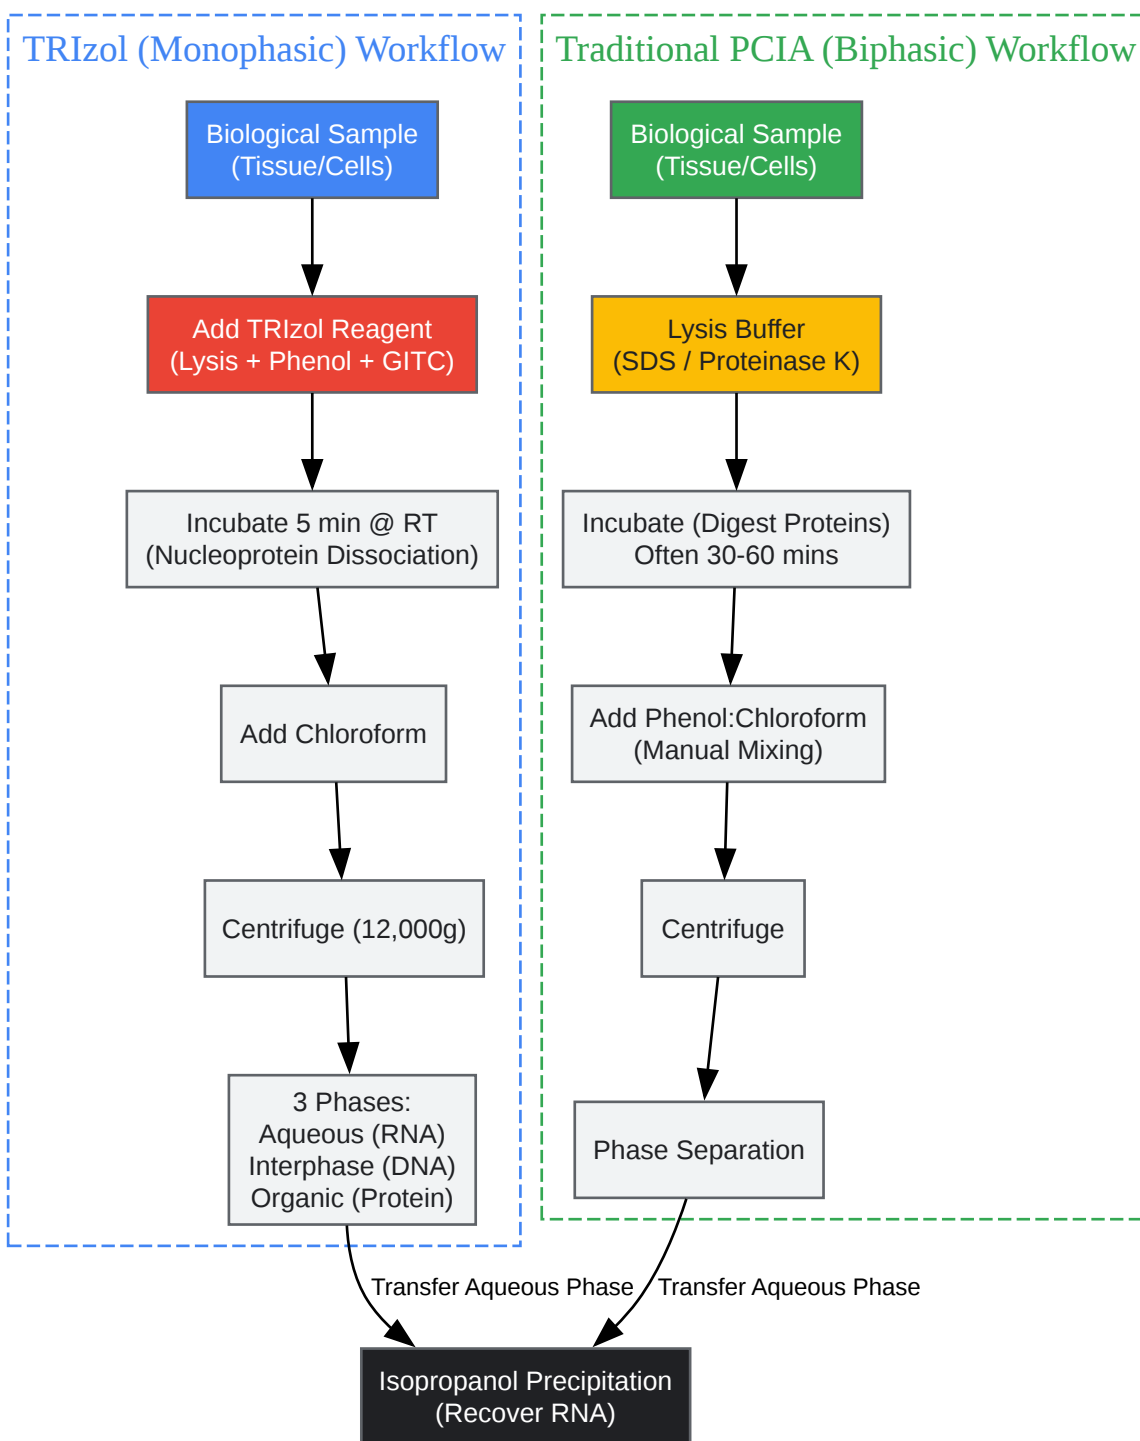 TRIzol (Monophasic) Workflow
Biological Sample
(Tissue/Cells)
Add TRIzol Reagent
(Lysis + Phenol + GITC)
Incubate 5 min @ RT
(Nucleoprotein Dissociation)
Add Chloroform
Centrifuge (12,000g)
3 Phases:
Aqueous (RNA)
Interphase (DNA)
Organic (Protein)
Transfer Aqueous Phase
Traditional PCIA (Biphasic) Workflow
Biological Sample
(Tissue/Cells)
Lysis Buffer
(SDS / Proteinase K)
Incubate (Digest Proteins)
Often 30-60 mins
Add Phenol:Chloroform
(Manual Mixing)
Centrifuge
Phase Separation
Transfer Aqueous Phase
Isopropanol Precipitation
(Recover RNA)